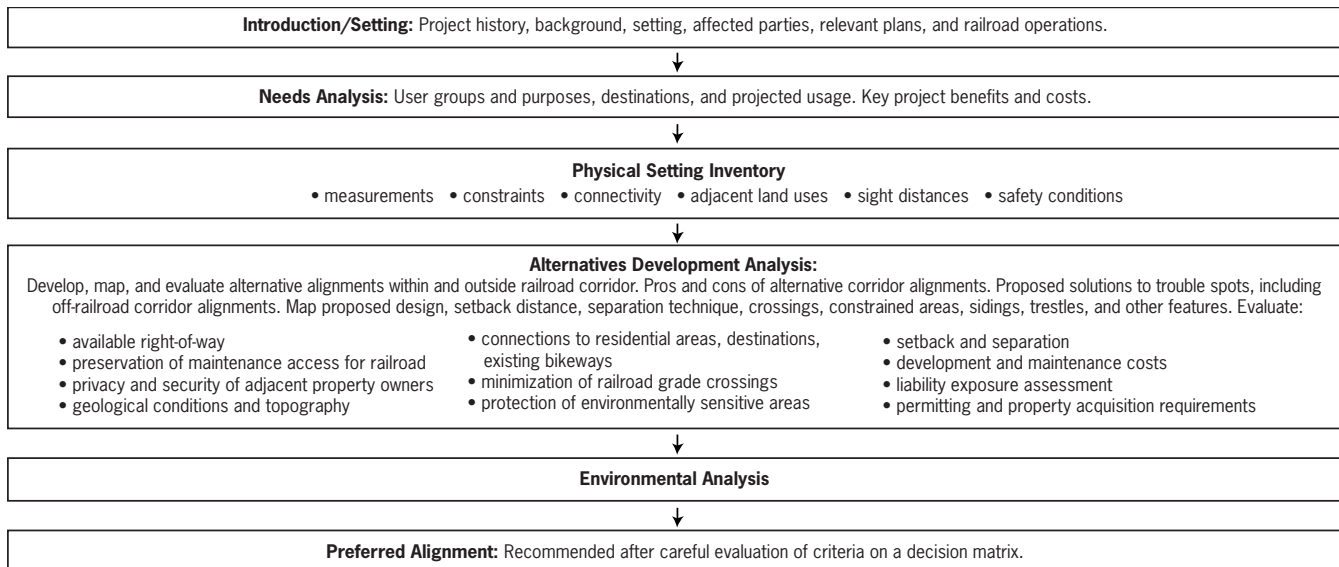 Introduction/Setting: Project history, background, setting, affected parties, relevant plans, and railroad operations.
Needs Analysis: User groups and purposes, destinations, and projected usage. Key project benefits and costs.
Physical Setting Inventory
• measurements • constraints • connectivity • adjacent land uses • sight distances • safety conditions
Alternatives Development Analysis:
Develop, map, and evaluate alternative alignments within and outside railroad corridor. Pros and cons of alternative corridor alignments. Proposed solutions to trouble spots, including
off-railroad corridor alignments. Map proposed design, setback distance, separation technique, crossings, constrained areas, sidings, trestles, and other features. Evaluate:
• available right-of-way
• preservation of maintenance access for railroad
• privacy and security of adjacent property owners
• geological conditions and topography
• connections to residential areas, destinations,
existing bikeways
• minimization of railroad grade crossings
• protection of environmentally sensitive areas
• setback and separation
• development and maintenance costs
• liability exposure assessment
• permitting and property acquisition requirements
Environmental Analysis
Preferred Alignment: Recommended after careful evaluation of criteria on a decision matrix.